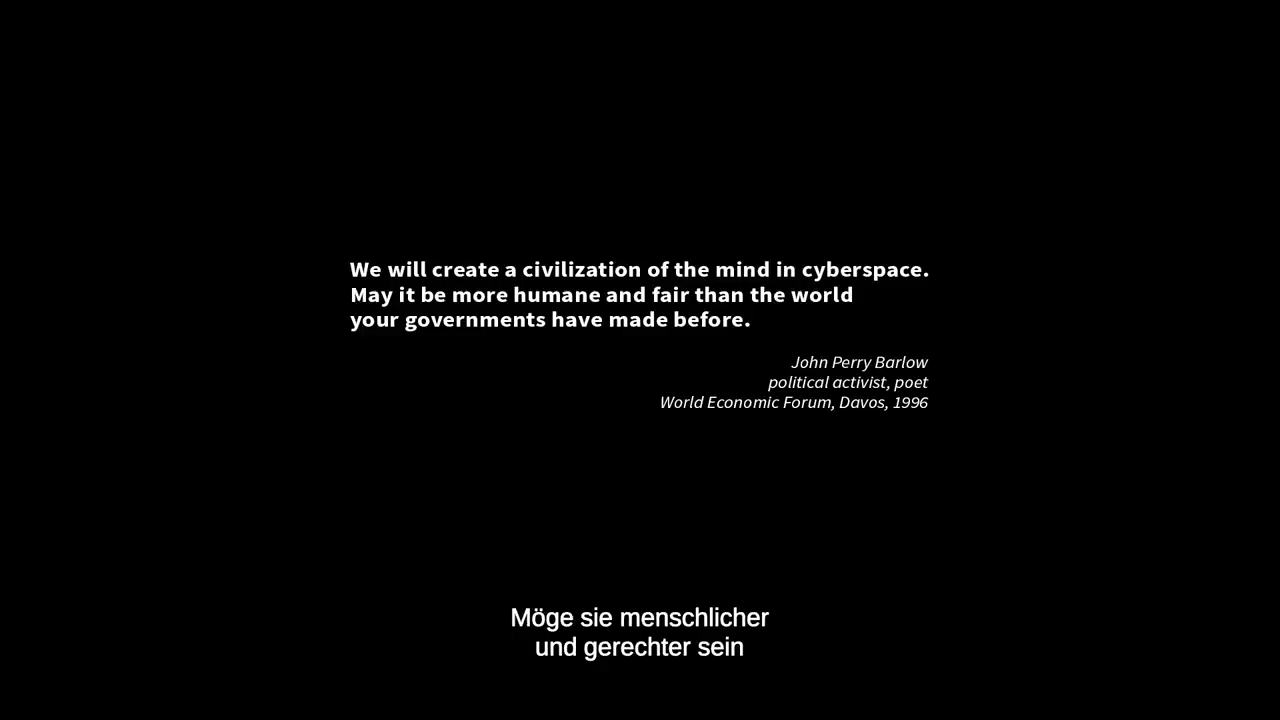 We will create a civilization of the mind in cyberspace.
May it be more humane and fair than the world
your governments have made before.
John Perry Barlow
political activist, poet
World Economic Forum, Davos, 1996
Möge sie menschlicher
und gerechter sein